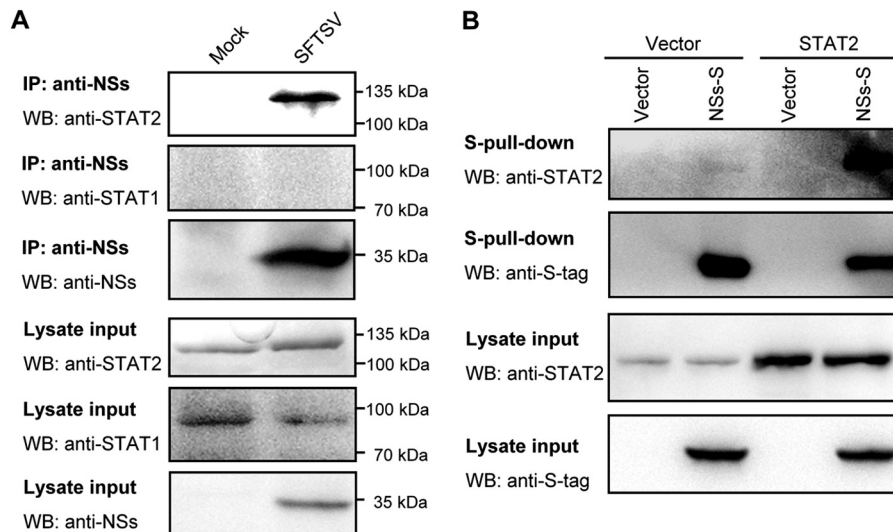 A
Mock
SFTSV
IP: anti-NSs
WB: anti-STAT2
135 kDa
100 kDa
IP: anti-NSs
WB: anti-STAT1
100 kDa
70 kDa
IP: anti-NSs
WB: anti-NSs
35 kDa
Lysate input
WB: anti-STAT2
135 kDa
100 kDa
Lysate input
WB: anti-STAT1
100 kDa
70 kDa
Lysate input
WB: anti-NSs
35 kDa
B
Vector
STAT2
Vector
NSs-S
Vector
NSs-S
S-pull-down
WB: anti-STAT2
S-pull-down
WB: anti-S-tag
Lysate input
WB: anti-STAT2
Lysate input
WB: anti-S-tag